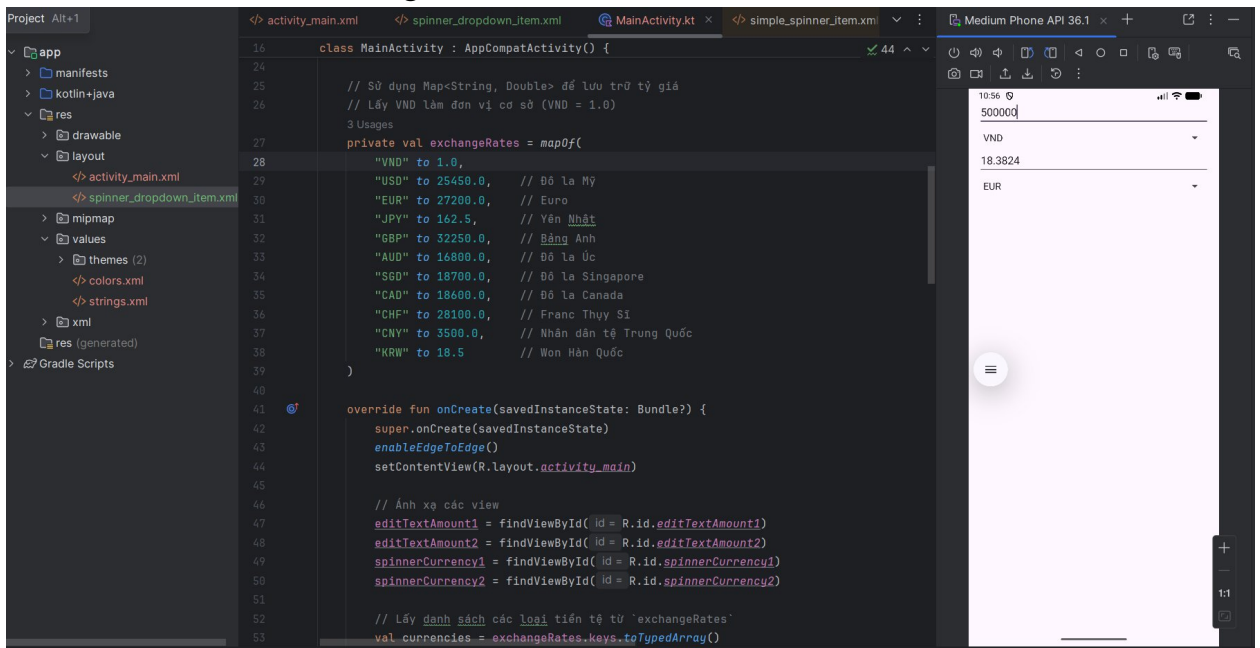 Project Alt+1
activity_main.xml
spinner_dropdown_item.xml
MainActivity.kt
simple_spinner_item.xml
Medium Phone API 36.1
app
manifests
kotlin+java
res
drawable
layout
activity_main.xml
spinner_dropdown_item.xml
mipmap
values
themes (2)
colors.xml
strings.xml
xml
res (generated)
Gradle Scripts
44
16 class MainActivity : AppCompatActivity() {
24
25 // Sử dụng Map<String, Double> để lưu trữ tỷ giá
26 // Lấy VND làm đơn vị cơ sở (VND = 1.0)
3 Usages
27 private val exchangeRates = mapOf(
28 "VND" to 1.0,
29 "USD" to 25450.0, // Đô la Mỹ
30 "EUR" to 27200.0, // Euro
31 "JPY" to 162.5, // Yên Nhật
32 "GBP" to 32250.0, // Bảng Anh
33 "AUD" to 16800.0, // Đô la Úc
34 "SGD" to 18700.0, // Đô la Singapore
35 "CAD" to 18600.0, // Đô la Canada
36 "CHF" to 28100.0, // Franc Thụy Sĩ
37 "CNY" to 3500.0, // Nhân dân tệ Trung Quốc
38 "KRW" to 18.5 // Won Hàn Quốc
39 )
40
41 override fun onCreate(savedInstanceState: Bundle?) {
42 super.onCreate(savedInstanceState)
43 enableEdgeToEdge()
44 setContentView(R.layout.activity_main)
45
46 // Ánh xạ các view
47 editTextAmount1 = findViewById( id = R.id.editTextAmount1)
48 editTextAmount2 = findViewById( id = R.id.editTextAmount2)
49 spinnerCurrency1 = findViewById( id = R.id.spinnerCurrency1)
50 spinnerCurrency2 = findViewById( id = R.id.spinnerCurrency2)
51
52 // Lấy danh sách các loại tiền tệ từ `exchangeRates`
53 val currencies = exchangeRates.keys.toTypedArray()
10:56
500000
VND
18.3824
EUR
1:1